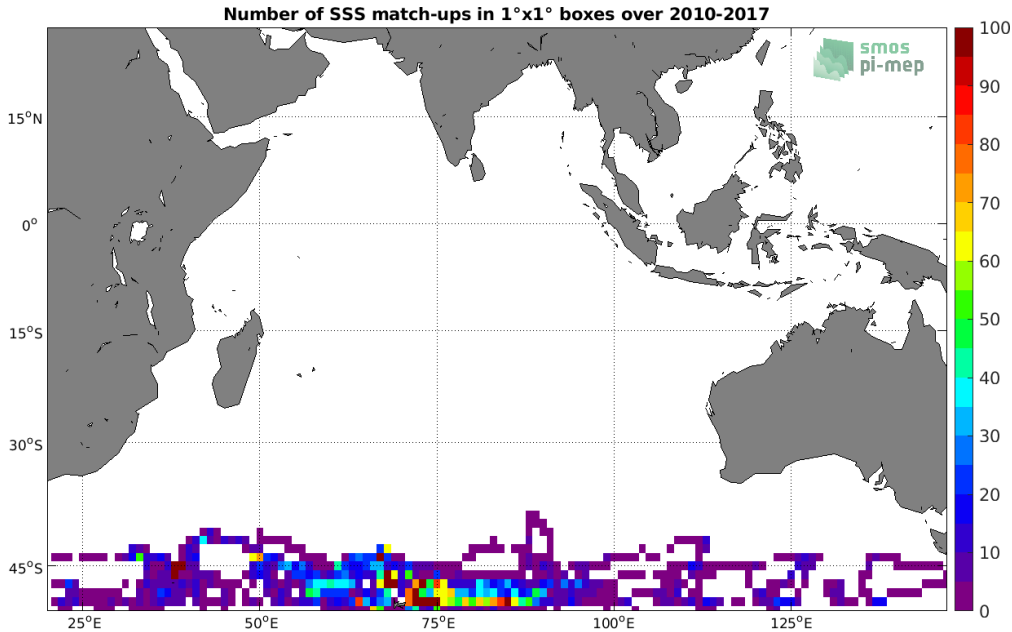 Number of SSS match-ups in 1°x1° boxes over 2010-2017
smos
pi-mep
15°N
0°
15°S
30°S
45°S
25°E
50°E
75°E
100°E
125°E
100
90
80
70
60
50
40
30
20
10
0